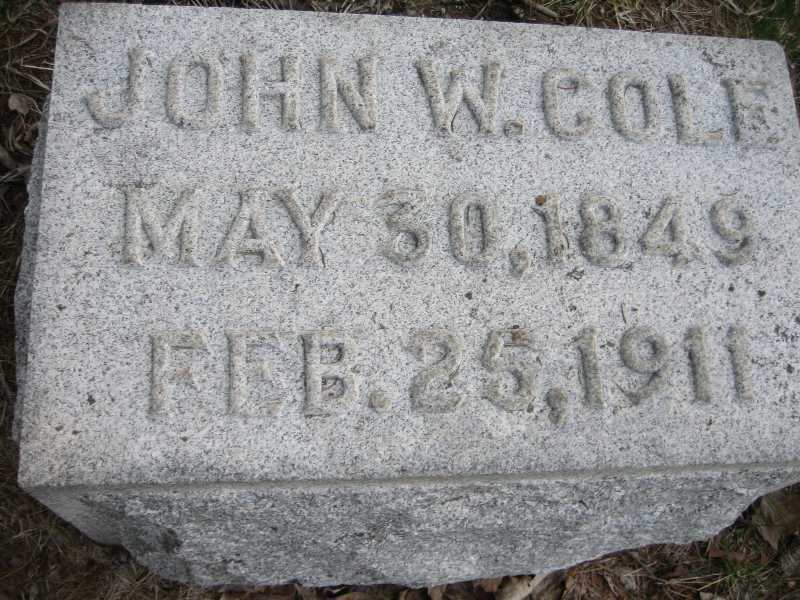 JOHN W. COLE
MAY 30, 1849
FEB. 25, 1911